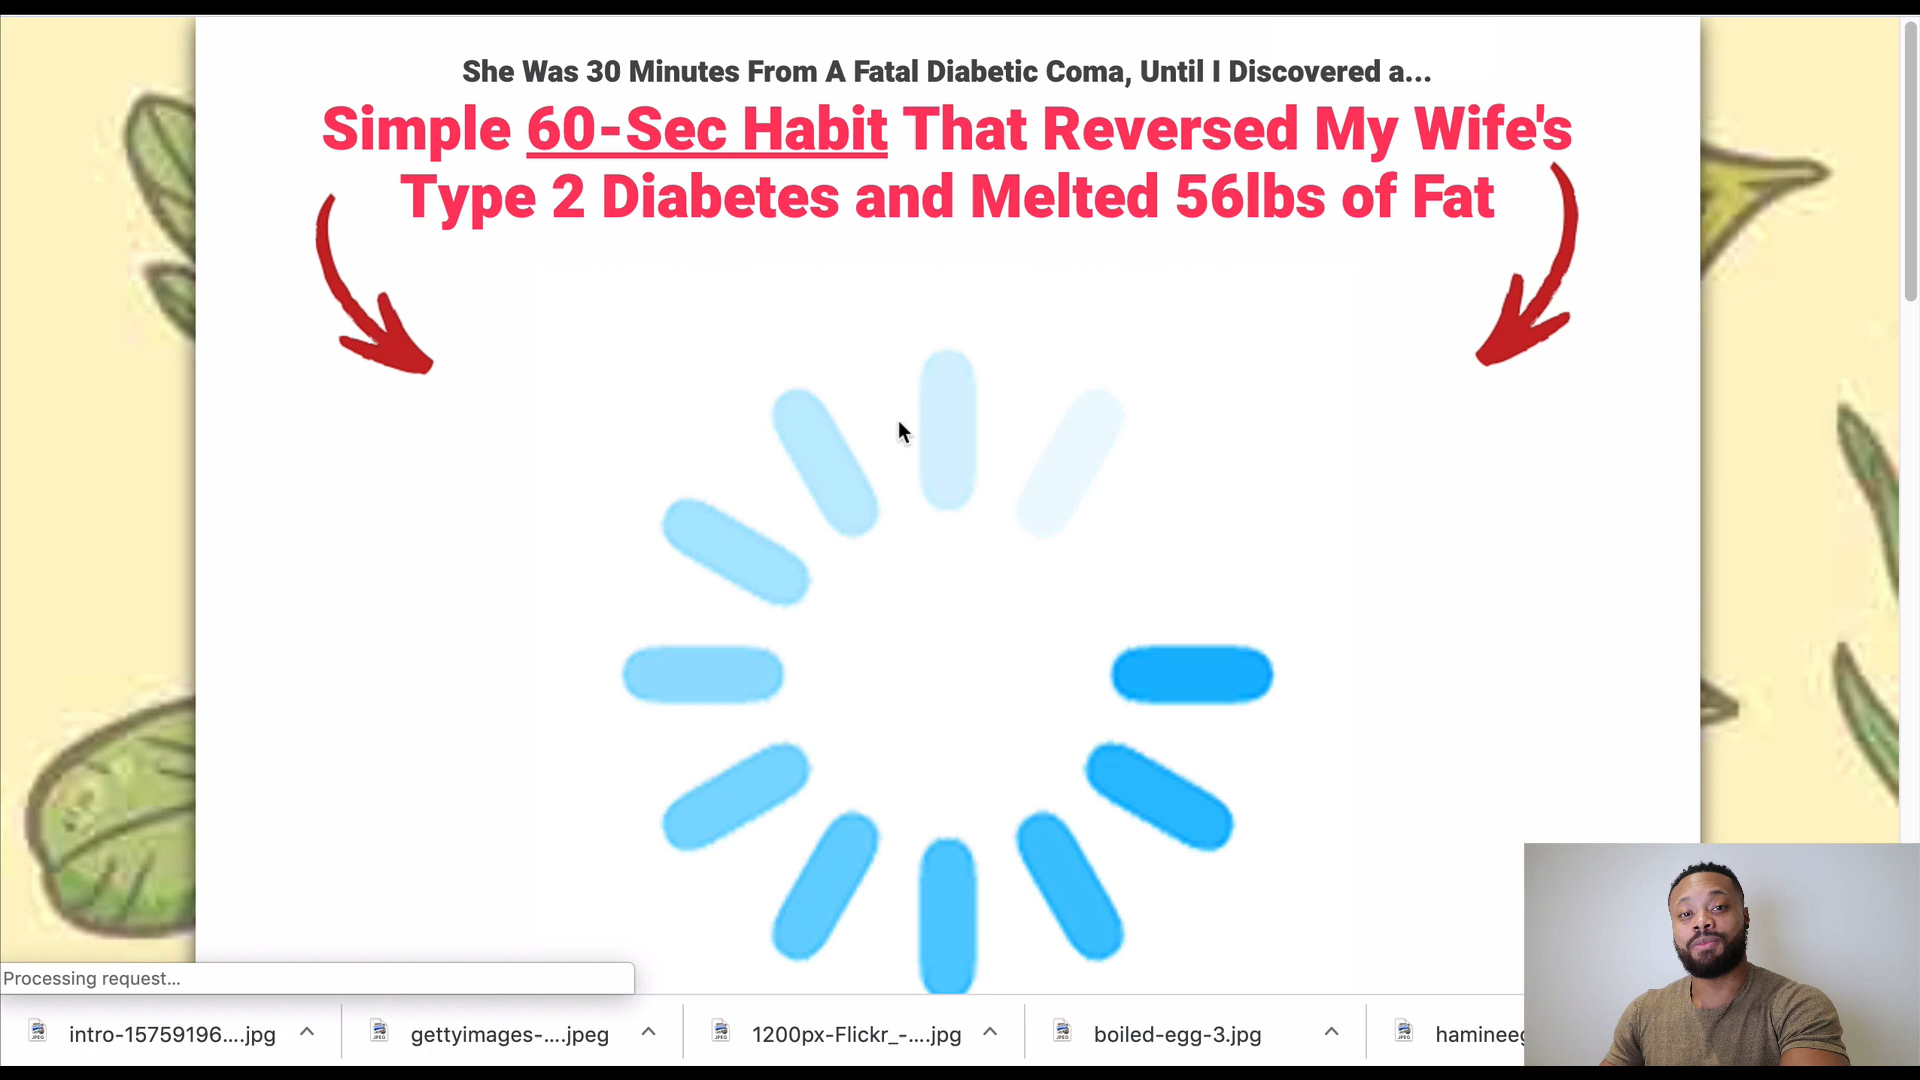 She Was 30 Minutes From A Fatal Diabetic Coma, Until I Discovered a...
Simple 60-Sec Habit That Reversed My Wife's
Type 2 Diabetes and Melted 56lbs of Fat
Processing request...
intro-15759196....jpg
gettyimages-....jpeg
1200px-Flickr_-....jpg
boiled-egg-3.jpg